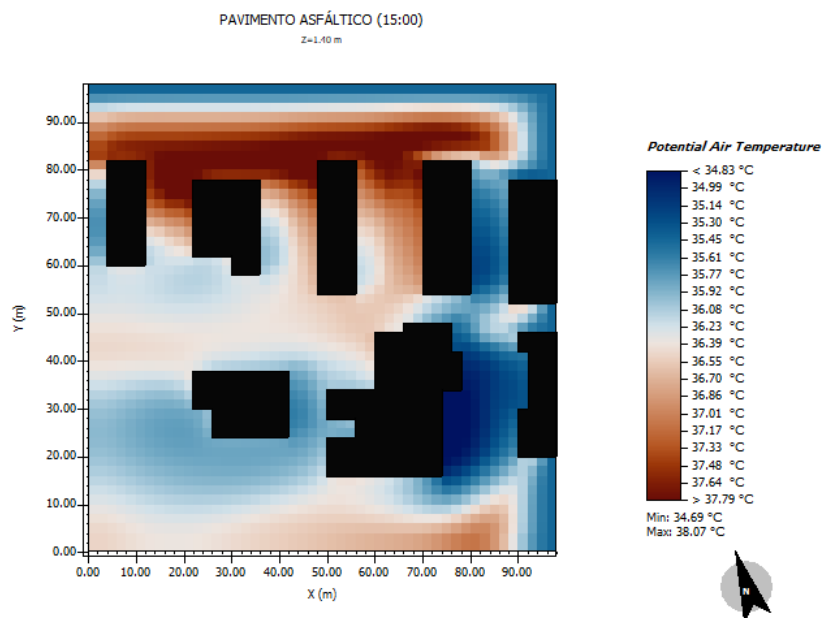 PAVIMENTO ASFÁLTICO (15:00)
Z=1.40 m
90.00
80.00
70.00
60.00
50.00
40.00
30.00
20.00
10.00
0.00
Y (m)
0.00 10.00 20.00 30.00 40.00 50.00 60.00 70.00 80.00 90.00
X (m)
Potential Air Temperature
< 34.83 °C
34.99 °C
35.14 °C
35.30 °C
35.45 °C
35.61 °C
35.77 °C
35.92 °C
36.08 °C
36.23 °C
36.39 °C
36.55 °C
36.70 °C
36.86 °C
37.01 °C
37.17 °C
37.33 °C
37.48 °C
37.64 °C
> 37.79 °C
Min: 34.69 °C
Max: 38.07 °C
N